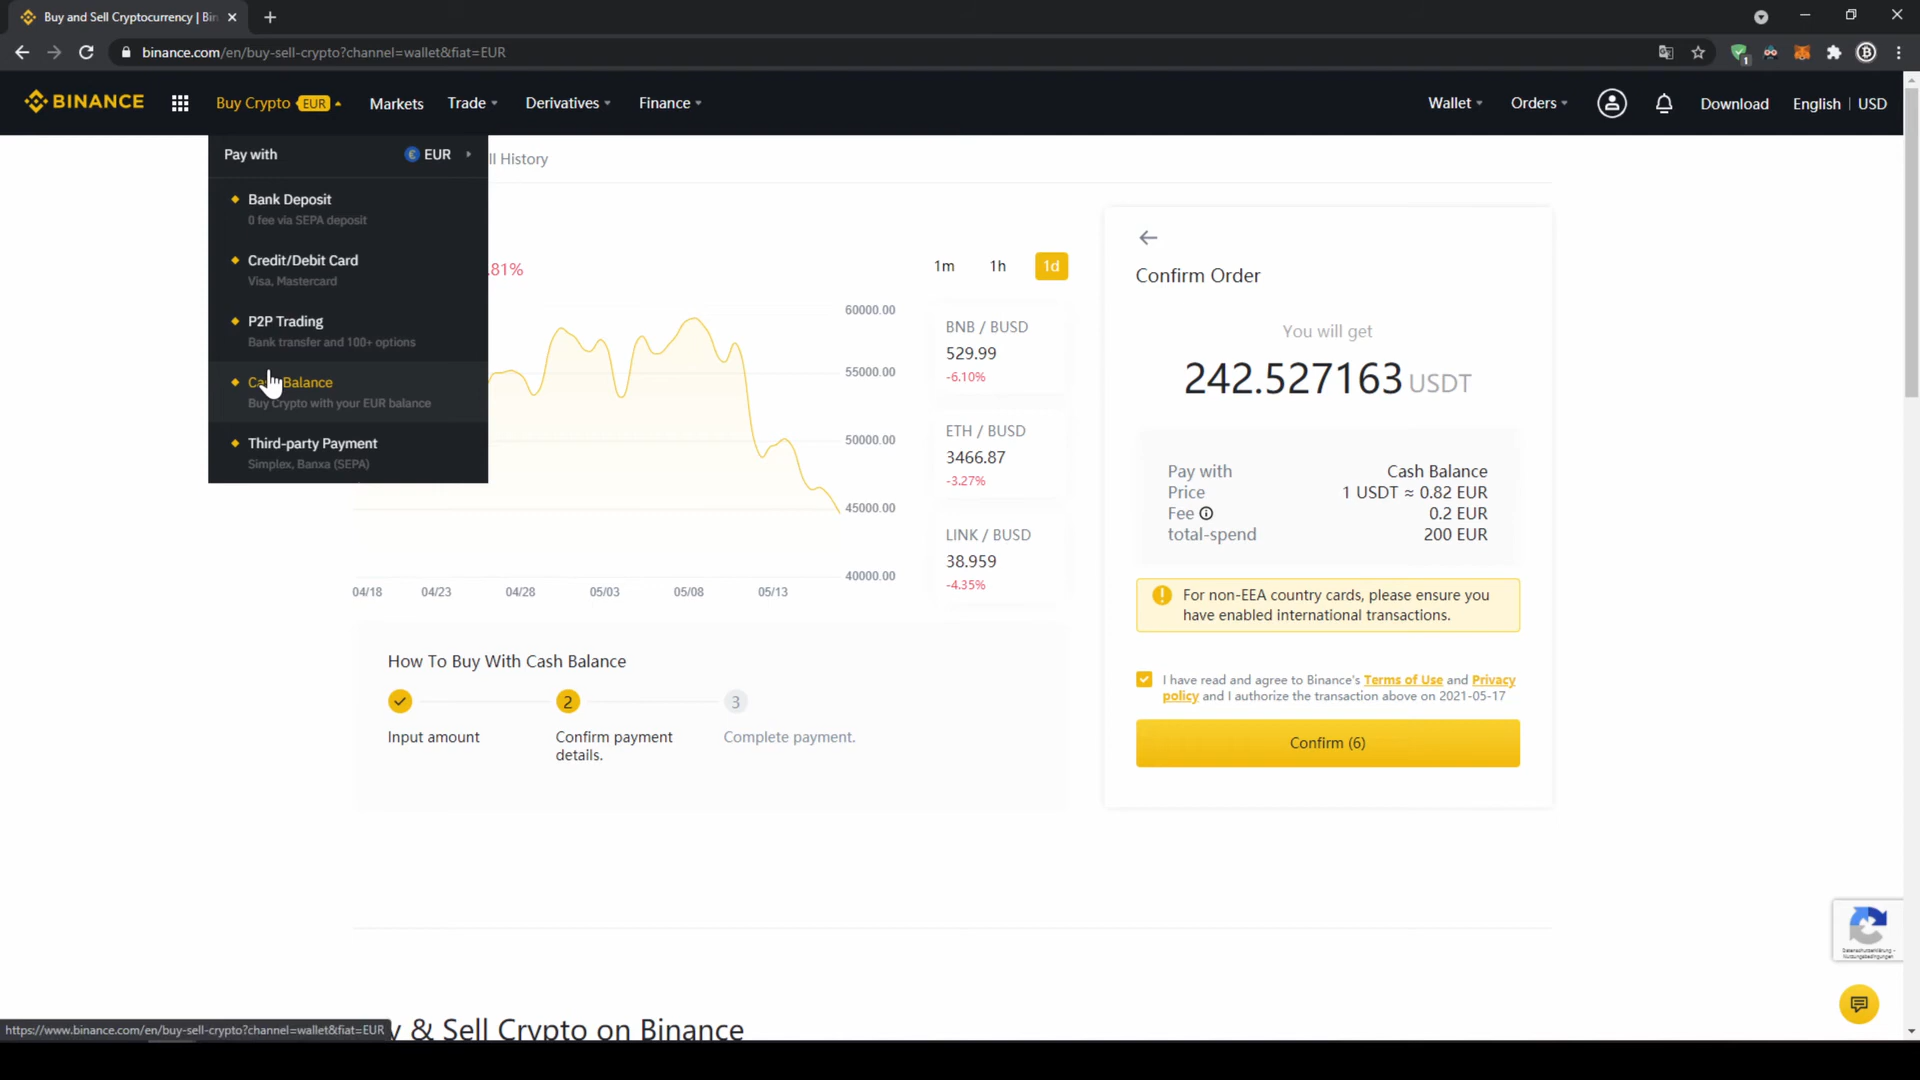 Buy and Sell Cryptocurrency | Bin
binance.com/en/buy-sell-crypto?channel=wallet&fiat=EUR
1
BINANCE
Buy Crypto EUR
Markets
Trade
Derivatives
Finance
Wallet
Orders
Download
English | USD
Pay with
EUR
ll History
Bank Deposit
0 fee via SEPA deposit
Credit/Debit Card
Visa, Mastercard
P2P Trading
Bank transfer and 100+ options
Balance
Buy Crypto with your EUR balance
Third-party Payment
Simplex, Banxa (SEPA)
.81%
1m
1h
1d
60000.00
55000.00
50000.00
45000.00
40000.00
04/18
04/23
04/28
05/03
05/08
05/13
BNB / BUSD
529.99
-6.10%
ETH / BUSD
3466.87
-3.27%
LINK / BUSD
38.959
-4.35%
Confirm Order
You will get
242.527163 USDT
Pay with Cash Balance
Price 1 USDT ≈ 0.82 EUR
Fee 0.2 EUR
total-spend 200 EUR
For non-EEA country cards, please ensure you
have enabled international transactions.
I have read and agree to Binance's Terms of Use and Privacy
policy and I authorize the transaction above on 2021-05-17
Confirm (6)
How To Buy With Cash Balance
2
3
Input amount
Confirm payment
details.
Complete payment.
Datenschutzerklärung -
Nutzungsbedingungen
https://www.binance.com/en/buy-sell-crypto?channel=wallet&fiat=EUR
y & Sell Crypto on Binance